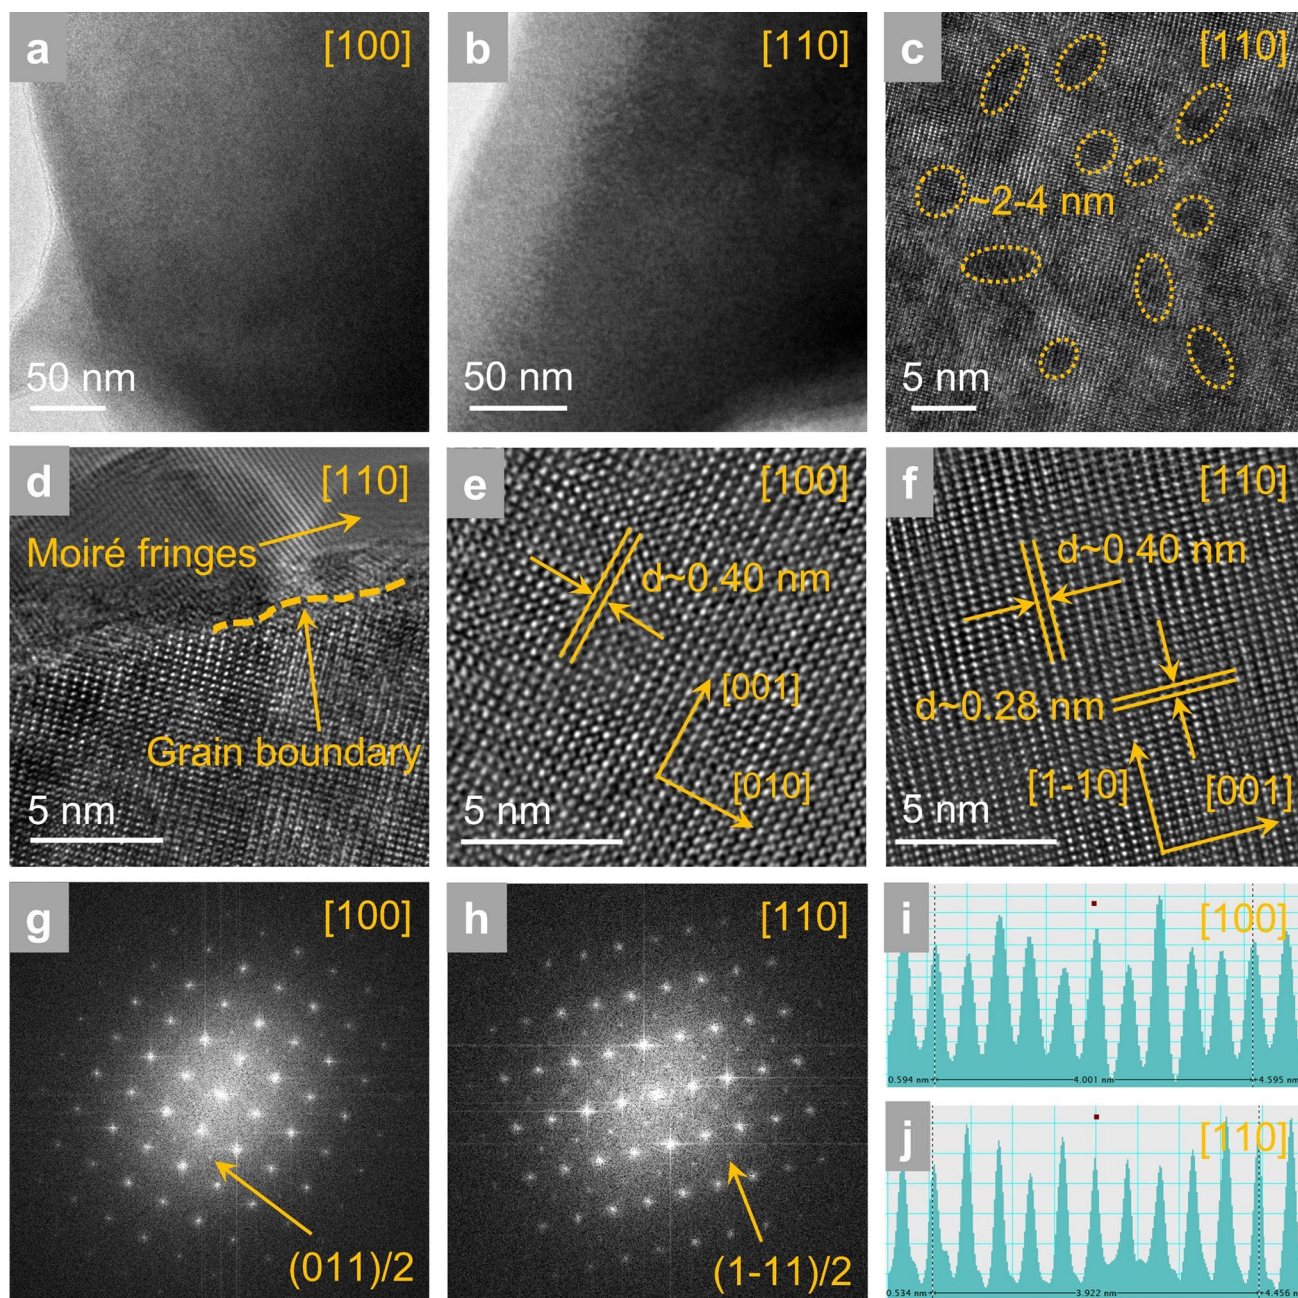 a
[100]
50 nm
b
[110]
50 nm
c
[110]
~2-4 nm
5 nm
d
[110]
Moiré fringes
Grain boundary
5 nm
e
[100]
d~0.40 nm
[001]
[010]
5 nm
f
[110]
d~0.40 nm
d~0.28 nm
[1-10]
[001]
5 nm
g
[100]
(011)/2
h
[110]
(1-11)/2
i
[100]
0.594 nm
4.001 nm
4.595 nm
j
[110]
0.534 nm
3.922 nm
4.456 nm